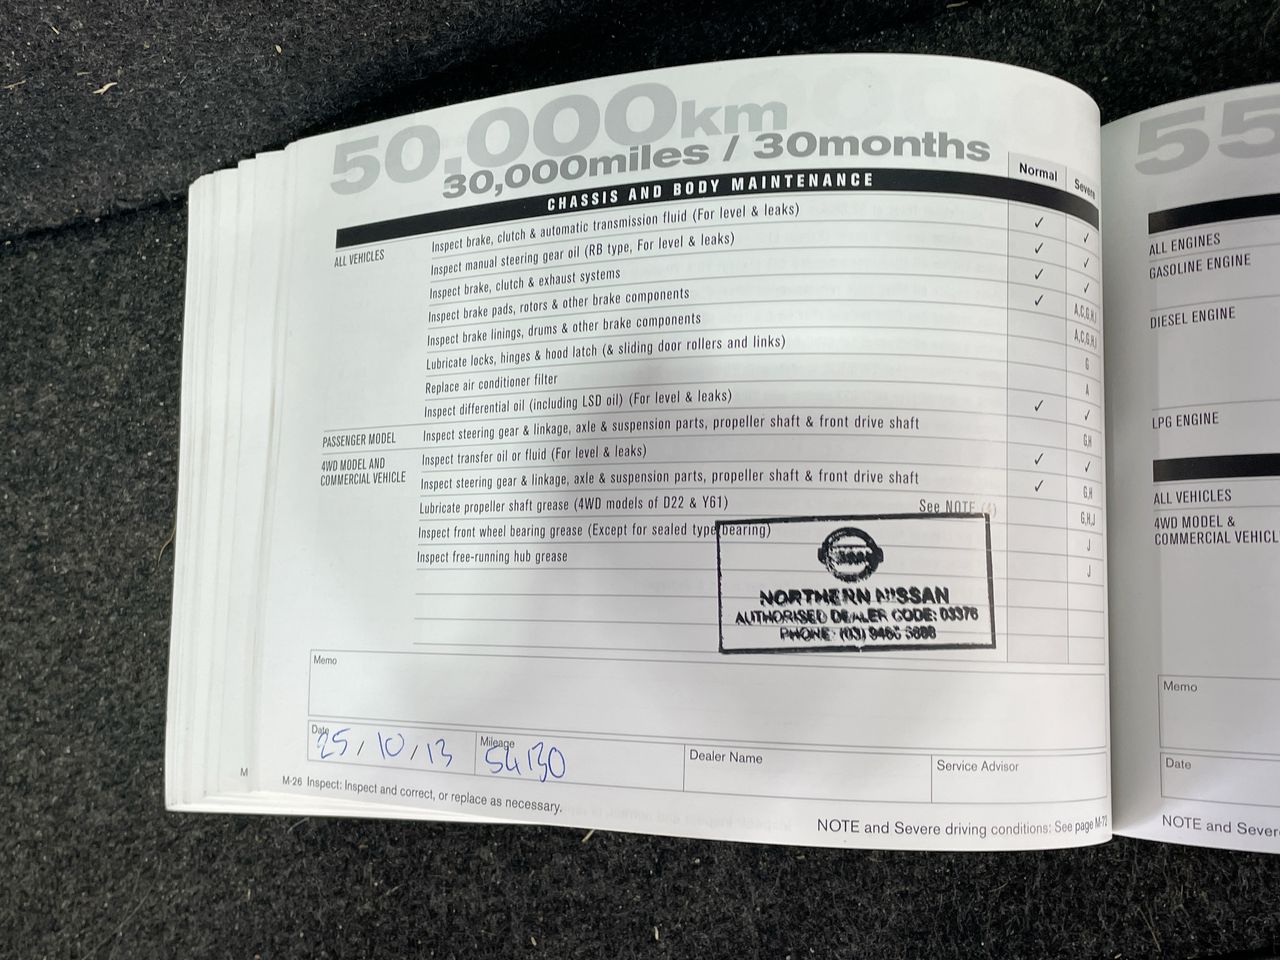 50,000km
30,000miles / 30months
CHASSIS AND BODY MAINTENANCE
Normal
Severe
ALL VEHICLES
Inspect brake, clutch & automatic transmission fluid (For level & leaks) ✓ ✓
Inspect manual steering gear oil (RB type, For level & leaks) ✓ ✓
Inspect brake, clutch & exhaust systems ✓ ✓
Inspect brake pads, rotors & other brake components ✓ A,C,G,H,J
Inspect brake linings, drums & other brake components A,C,G,H,J
Lubricate locks, hinges & hood latch (& sliding door rollers and links) G
Replace air conditioner filter A
Inspect differential oil (including LSD oil) (For level & leaks) ✓ ✓
PASSENGER MODEL
Inspect steering gear & linkage, axle & suspension parts, propeller shaft & front drive shaft G,H
4WD MODEL AND
COMMERCIAL VEHICLE
Inspect transfer oil or fluid (For level & leaks) ✓ ✓
Inspect steering gear & linkage, axle & suspension parts, propeller shaft & front drive shaft ✓ G,H
Lubricate propeller shaft grease (4WD models of D22 & Y61) See NOTE (4) G,H,J
Inspect front wheel bearing grease (Except for sealed type bearing) J
Inspect free-running hub grease J
NORTHERN NISSAN
AUTHORISED DEALER CODE: 03376
PHONE: (03)
Memo
Date
25/10/13
Mileage
54130
Dealer Name
Service Advisor
M
M-26 Inspect: Inspect and correct, or replace as necessary.
NOTE and Severe driving conditions: See page M-72
55
ALL ENGINES
GASOLINE ENGINE
DIESEL ENGINE
LPG ENGINE
ALL VEHICLES
4WD MODEL &
COMMERCIAL VEHICL
Memo
Date
NOTE and Sever